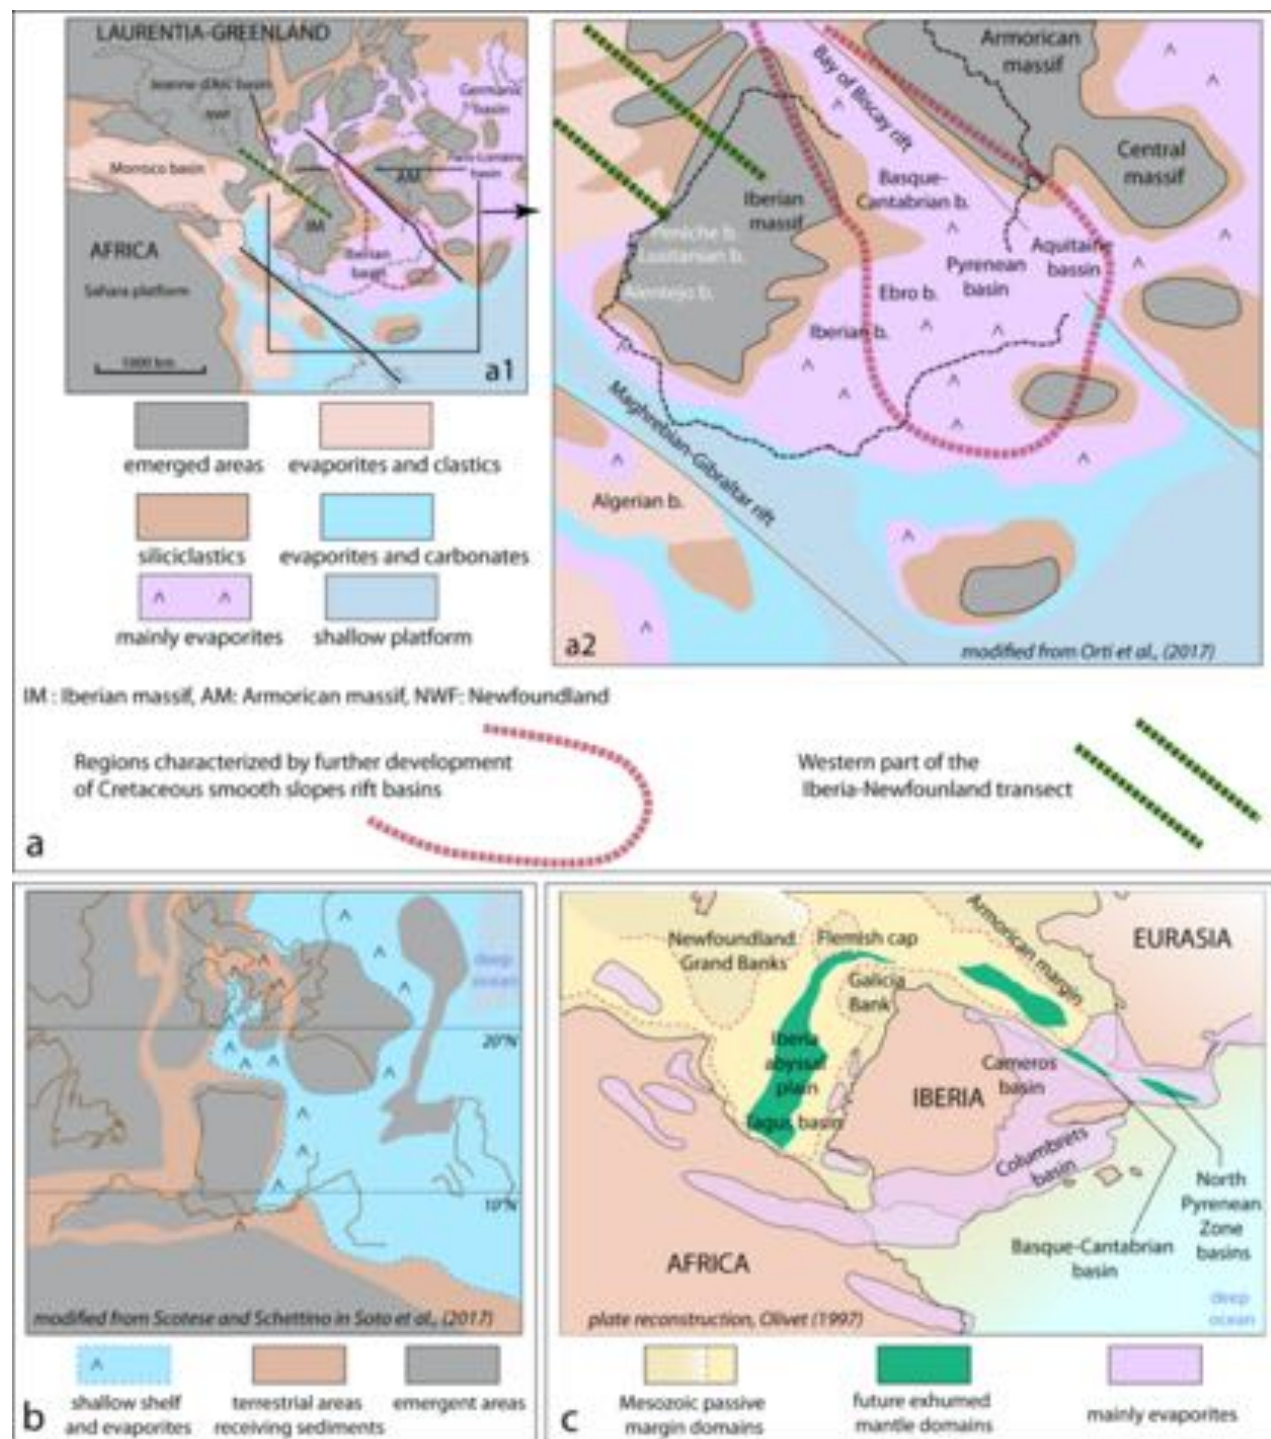 LAURENTIA-GREENLAND
Jeanne d'Arc basin
NWF
Germanic
basin
Morroco basin
Paris-Lorraine
basin
AM
IM
AFRICA
Iberian
basin
Sahara platform
1000 km
a1
emerged areas
evaporites and clastics
siliciclastics
evaporites and carbonates
^ ^
mainly evaporites
shallow platform
Armorican
massif
Bay of Biscay rift
Central
massif
Basque-
Cantabrian b.
Iberian
massif
Peniche b.
Lusitanian b.
Alentejo b.
Aquitaine
bassin
Pyrenean
basin
Ebro b.
Iberian b.
Maghrebian-Gibraltar rift
Algerian b.
a2
modified from Orti et al., (2017)
IM : Iberian massif, AM: Armorican massif, NWF: Newfoundland
Regions characterized by further development
of Cretaceous smooth slopes rift basins
Western part of the
Iberia-Newfounland transect
a
deep
ocean
20°N
10°N
modified from Scotese and Schettino in Soto et al., (2017)
shallow shelf
and evaporites
terrestrial areas
receiving sediments
emergent areas
b
Newfoundland
Grand Banks
Flemish cap
Armorican margin
EURASIA
Galicia
Bank
Iberia
abyssal
plain
Cameros
basin
IBERIA
Tagus basin
Columbrets
basin
North
Pyrenean
Zone
basins
Basque-Cantabrian
basin
AFRICA
deep
ocean
plate reconstruction, Olivet (1997)
Mesozoic passive
margin domains
future exhumed
mantle domains
mainly evaporites
c